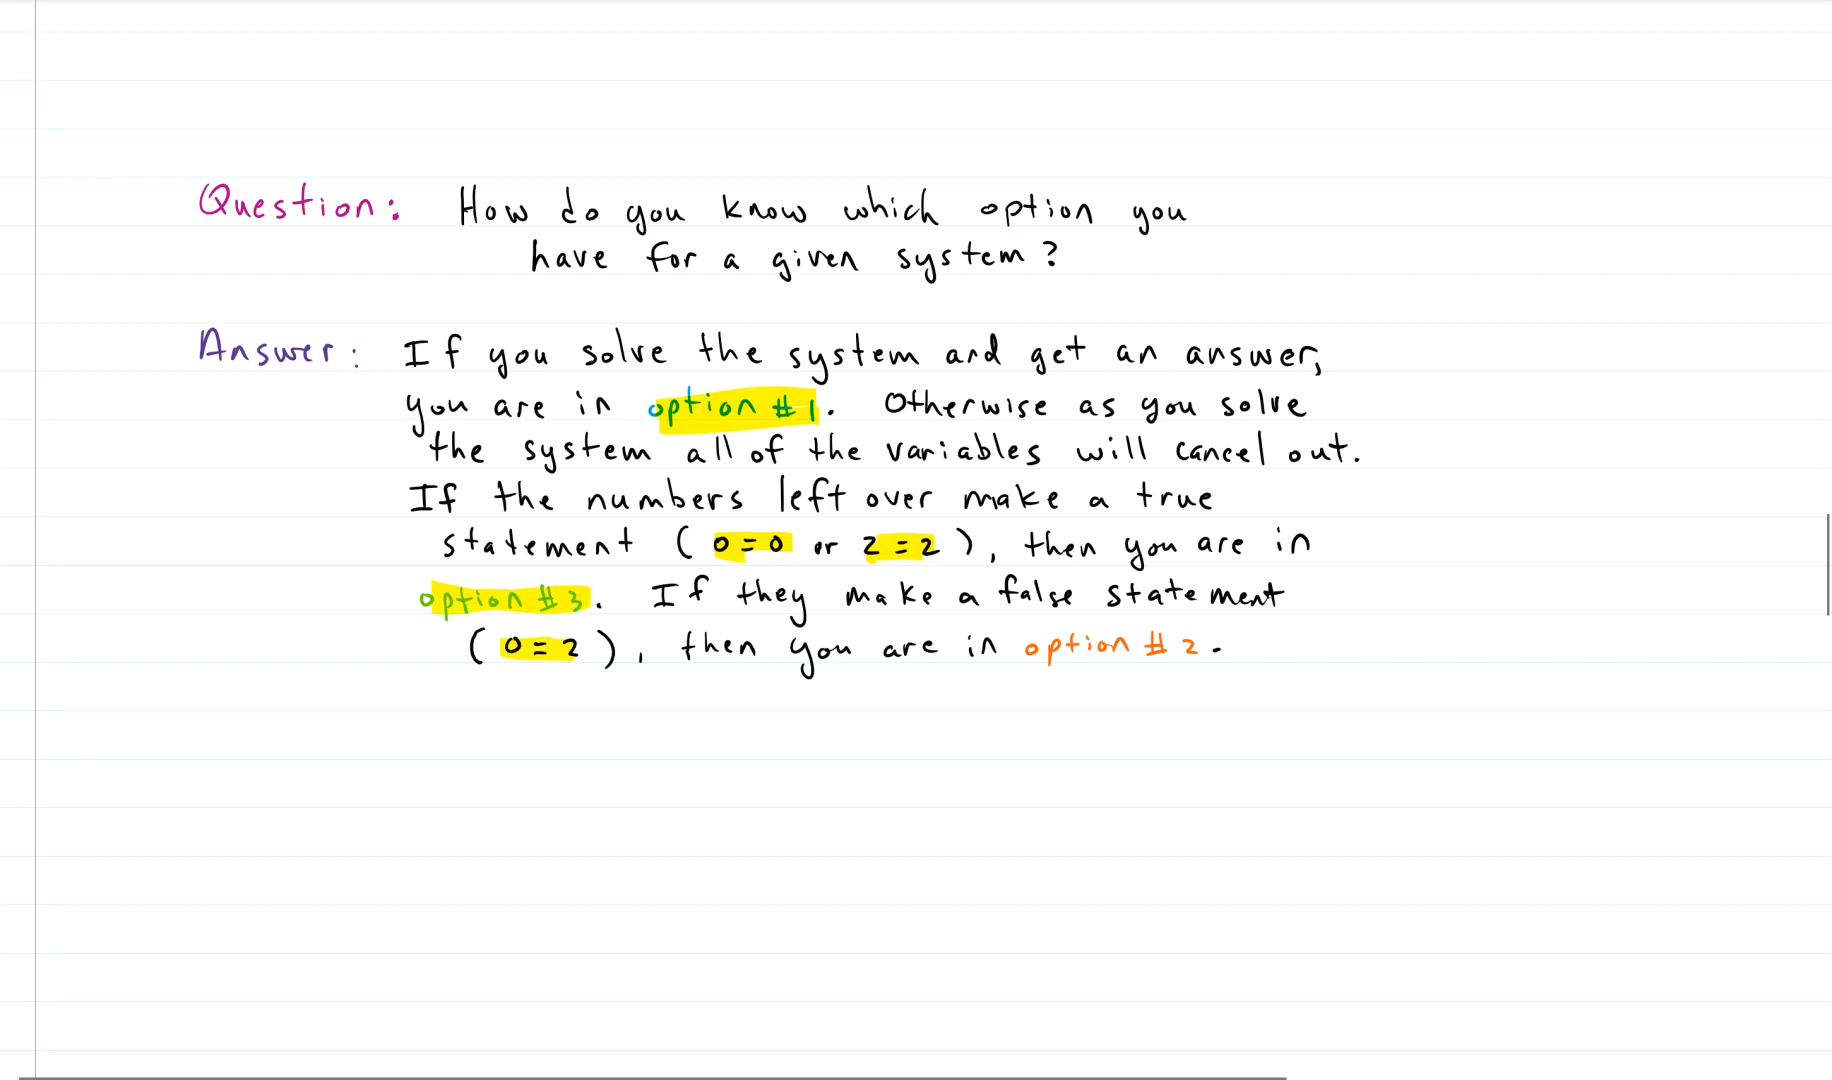 Question: How do you know which option you
have for a given system?
Answer: If you solve the system and get an answer,
you are in option #1. Otherwise as you solve
the system all of the variables will cancel out.
If the numbers left over make a true
statement (0=0 or 2=2), then you are in
option #3. If they make a false statement
(0=2), then you are in option #2.